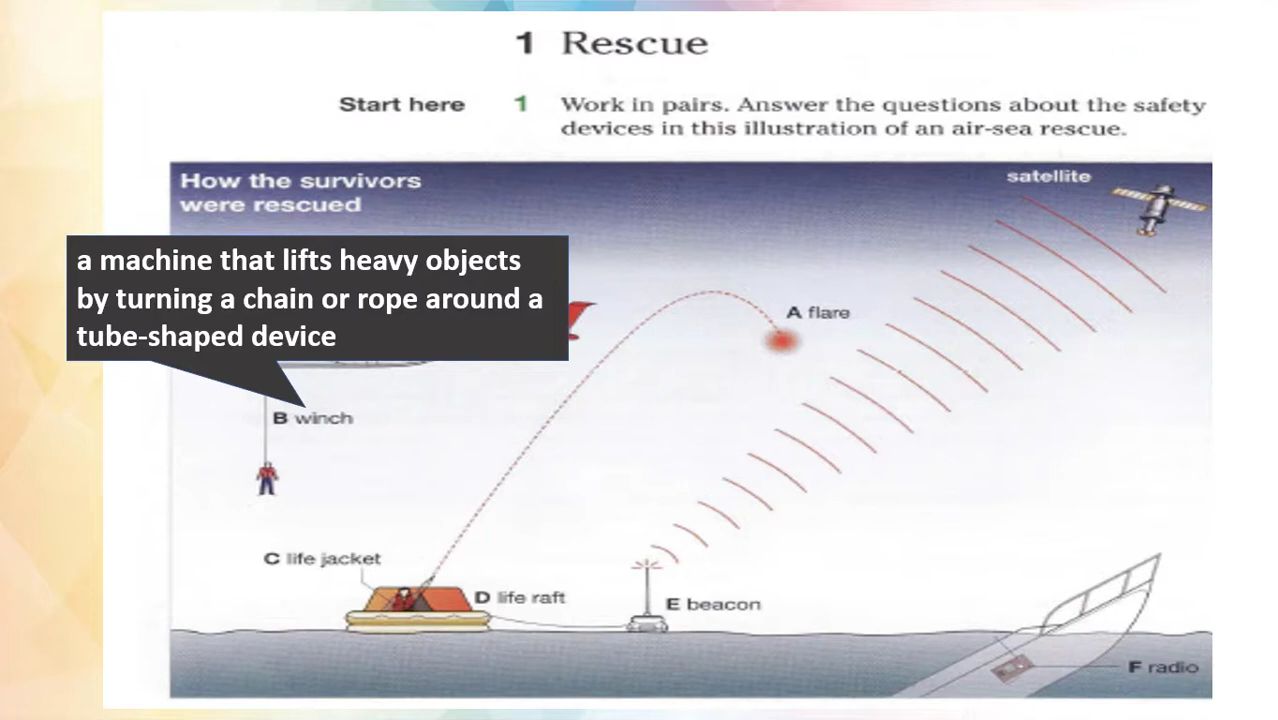 1 Rescue
Start here 1 Work in pairs. Answer the questions about the safety
devices in this illustration of an air-sea rescue.
How the survivors
were rescued
satellite
a machine that lifts heavy objects
by turning a chain or rope around a
tube-shaped device
A flare
B winch
C life jacket
D life raft
E beacon
F radio